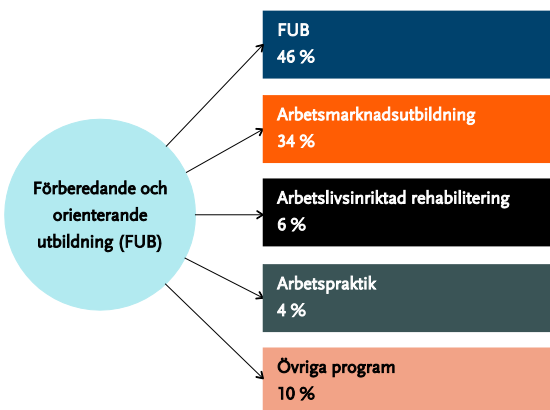 Förberedande och
orienterande
utbildning (FUB)
FUB
46 %
Arbetsmarknadsutbildning
34 %
Arbetslivsinriktad rehabilitering
6 %
Arbetspraktik
4 %
Övriga program
10 %